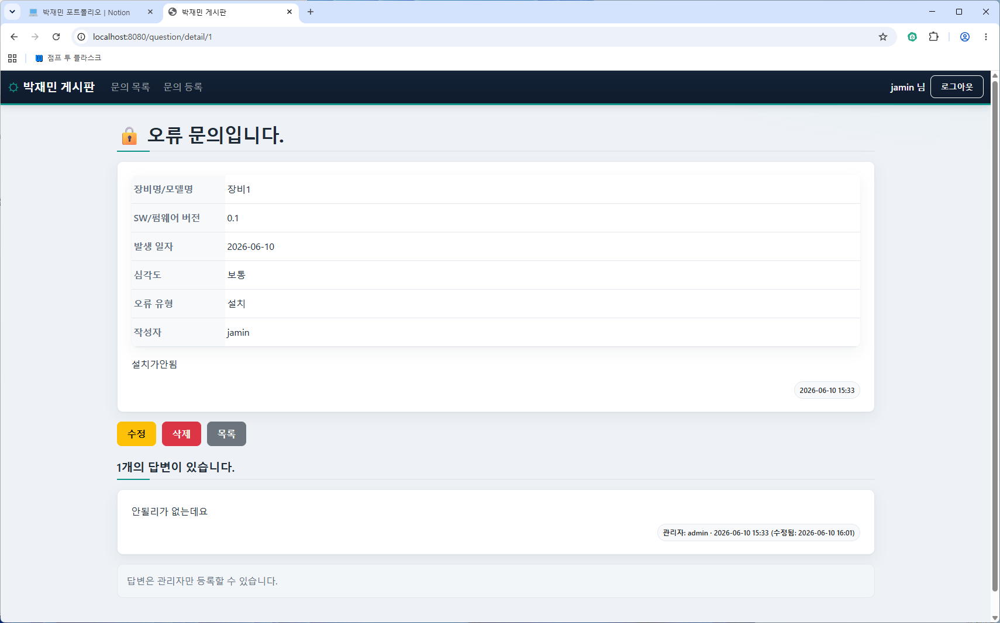 박재민 포트폴리오 | Notion
박재민 게시판
localhost:8080/question/detail/1
점프 투 플라스크
박재민 게시판 문의 목록 문의 등록 jamin 님 로그아웃
오류 문의입니다.
장비명/모델명 장비1
SW/펌웨어 버전 0.1
발생 일자 2026-06-10
심각도 보통
오류 유형 설치
작성자 jamin
설치가안됨
2026-06-10 15:33
수정 삭제 목록
1개의 답변이 있습니다.
안될리가 없는데요
관리자: admin · 2026-06-10 15:33 (수정됨: 2026-06-10 16:01)
답변은 관리자만 등록할 수 있습니다.